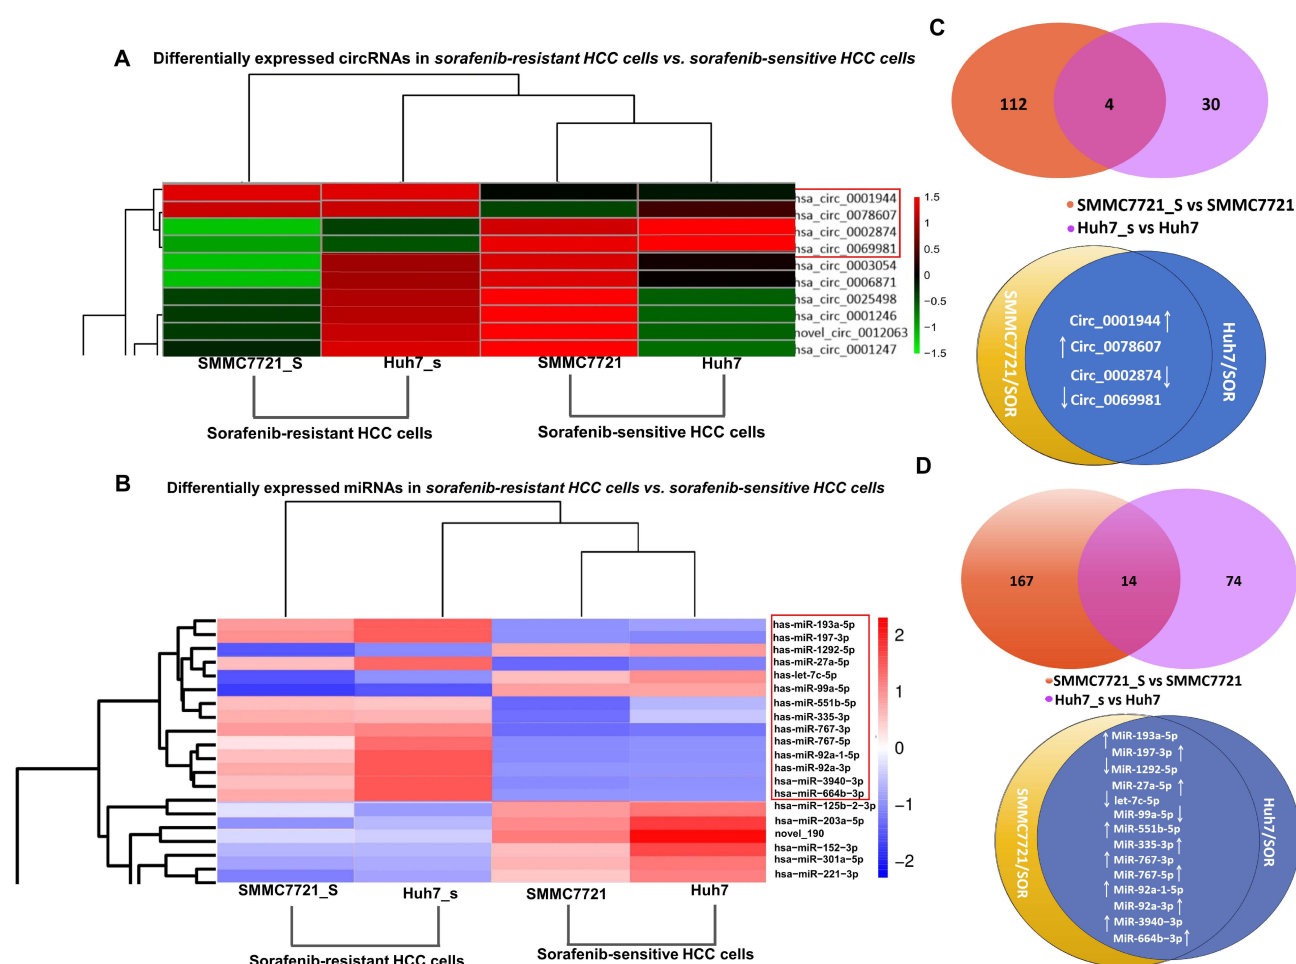 A
Differentially expressed circRNAs in sorafenib-resistant HCC cells vs. sorafenib-sensitive HCC cells
hsa_circ_0001944
hsa_circ_0078607
hsa_circ_0002874
hsa_circ_0069981
hsa_circ_0003054
hsa_circ_0006871
hsa_circ_0025498
hsa_circ_0001246
novel_circ_0012063
hsa_circ_0001247
1.5
1
0.5
0
−0.5
−1
−1.5
SMMC7721_S
Huh7_s
SMMC7721
Huh7
Sorafenib-resistant HCC cells
Sorafenib-sensitive HCC cells
B
Differentially expressed miRNAs in sorafenib-resistant HCC cells vs. sorafenib-sensitive HCC cells
has-miR-193a-5p
has-miR-197-3p
has-miR-1292-5p
has-miR-27a-5p
has-let-7c-5p
has-miR-99a-5p
has-miR-551b-5p
has-miR-335-3p
has-miR-767-3p
has-miR-767-5p
has-miR-92a-1-5p
has-miR-92a-3p
hsa−miR−3940−3p
hsa−miR−664b−3p
hsa−miR−125b−2−3p
hsa−miR−203a−5p
novel_190
hsa−miR−152−3p
hsa−miR−301a−5p
hsa−miR−221−3p
2
1
0
−1
−2
SMMC7721_S
Huh7_s
SMMC7721
Huh7
Sorafenib-resistant HCC cells
Sorafenib-sensitive HCC cells
C
112
4
30
SMMC7721_S vs SMMC7721
Huh7_s vs Huh7
SMMC7721/SOR
Circ_0001944↑
↑Circ_0078607
Circ_0002874↓
↓Circ_0069981
Huh7/SOR
D
167
14
74
SMMC7721_S vs SMMC7721
Huh7_s vs Huh7
SMMC7721/SOR
↑MiR-193a-5p
MiR-197-3p↑
↓MiR-1292-5p
MiR-27a-5p↑
↓let-7c-5p
MiR-99a-5p↓
↑MiR-551b-5p
MiR-335-3p↑
↑MiR-767-3p
MiR-767-5p↑
↑MiR-92a-1-5p
MiR-92a-3p↑
↑MiR-3940−3p
MiR-664b−3p↑
Huh7/SOR